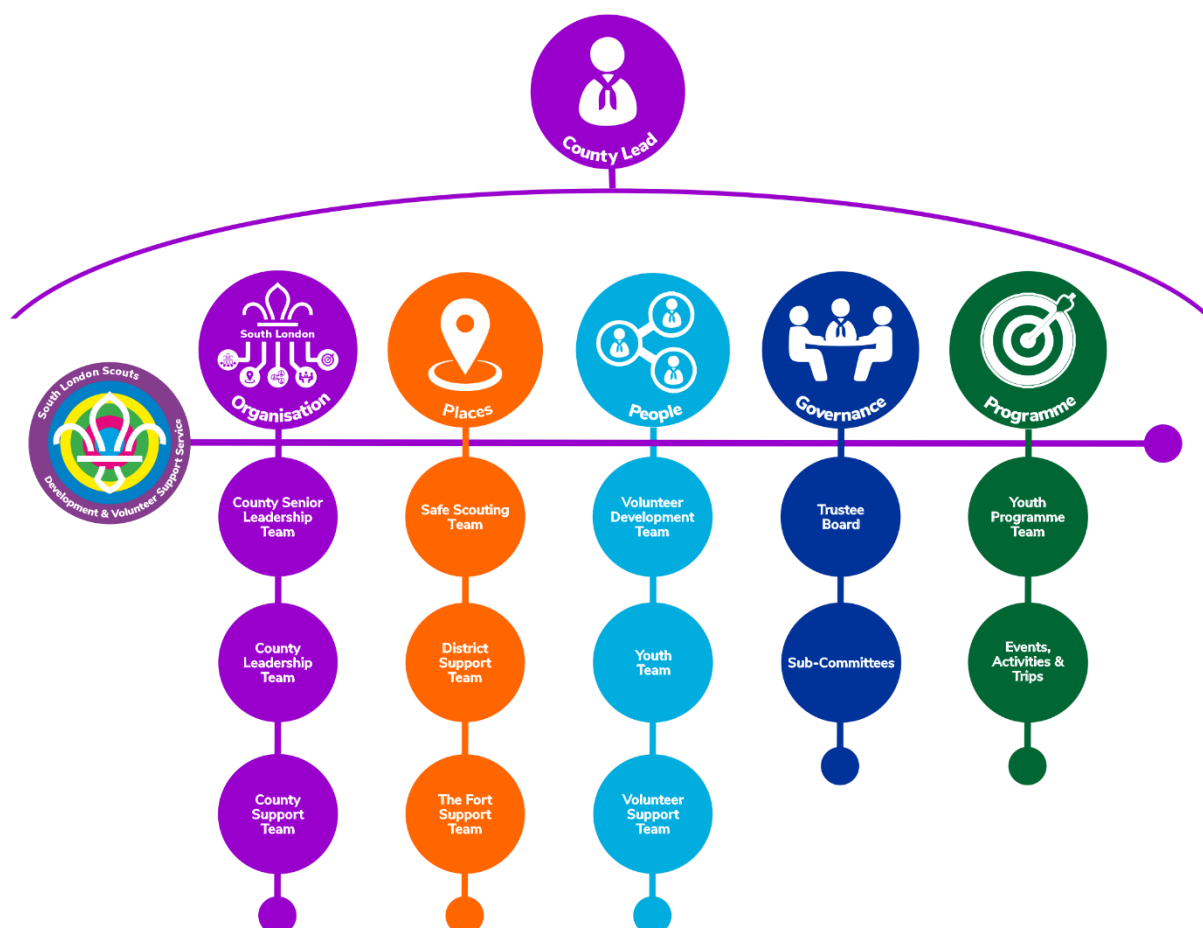 County Lead
South London
Organisation
Places
People
Governance
Programme
South London Scouts
Development & Volunteer Support Service
County Senior
Leadership
Team
Safe Scouting
Team
Volunteer
Development
Team
Trustee
Board
Youth
Programme
Team
County
Leadership
Team
District
Support
Team
Youth
Team
Sub-Committees
Events,
Activities &
Trips
County
Support
Team
The Fort
Support
Team
Volunteer
Support
Team